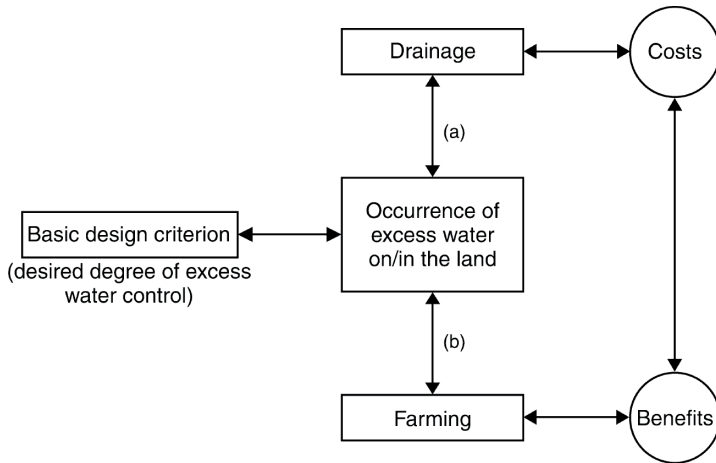 Drainage
Costs
(a)
Occurrence of
excess water
on/in the land
Basic design criterion
(desired degree of excess
water control)
(b)
Farming
Benefits